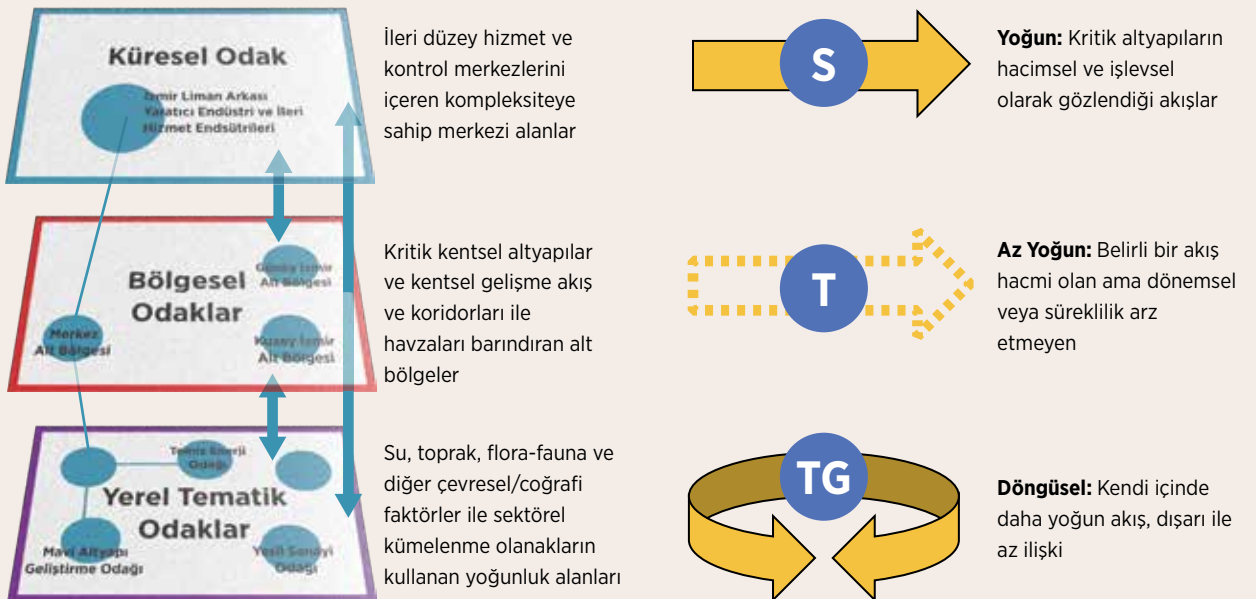 Küresel Odak
İzmir Liman Arkası
Yaratıcı Endüstri ve İleri
Hizmet Endsütrileri
İleri düzey hizmet ve
kontrol merkezlerini
içeren kompleksiteye
sahip merkezi alanlar
Bölgesel
Odaklar
Güney İzmir
Alt Bölgesi
Merkez
Alt Bölgesi
Kuzey İzmir
Alt Bölgesi
Kritik kentsel altyapılar
ve kentsel gelişme akış
ve koridorları ile
havzaları barındıran alt
bölgeler
Temiz Enerji
Odağı
Yerel Tematik
Odaklar
Mavi Altyapı
Geliştirme Odağı
Yeşil Sanayi
Odağı
Su, toprak, flora-fauna ve
diğer çevresel/coğrafi
faktörler ile sektörel
kümelenme olanakların
kullanan yoğunluk alanları
S
Yoğun: Kritik altyapıların
hacimsel ve işlevsel
olarak gözlendiği akışlar
T
Az Yoğun: Belirli bir akış
hacmi olan ama dönemsel
veya süreklilik arz
etmeyen
TG
Döngüsel: Kendi içinde
daha yoğun akış, dışarı ile
az ilişki